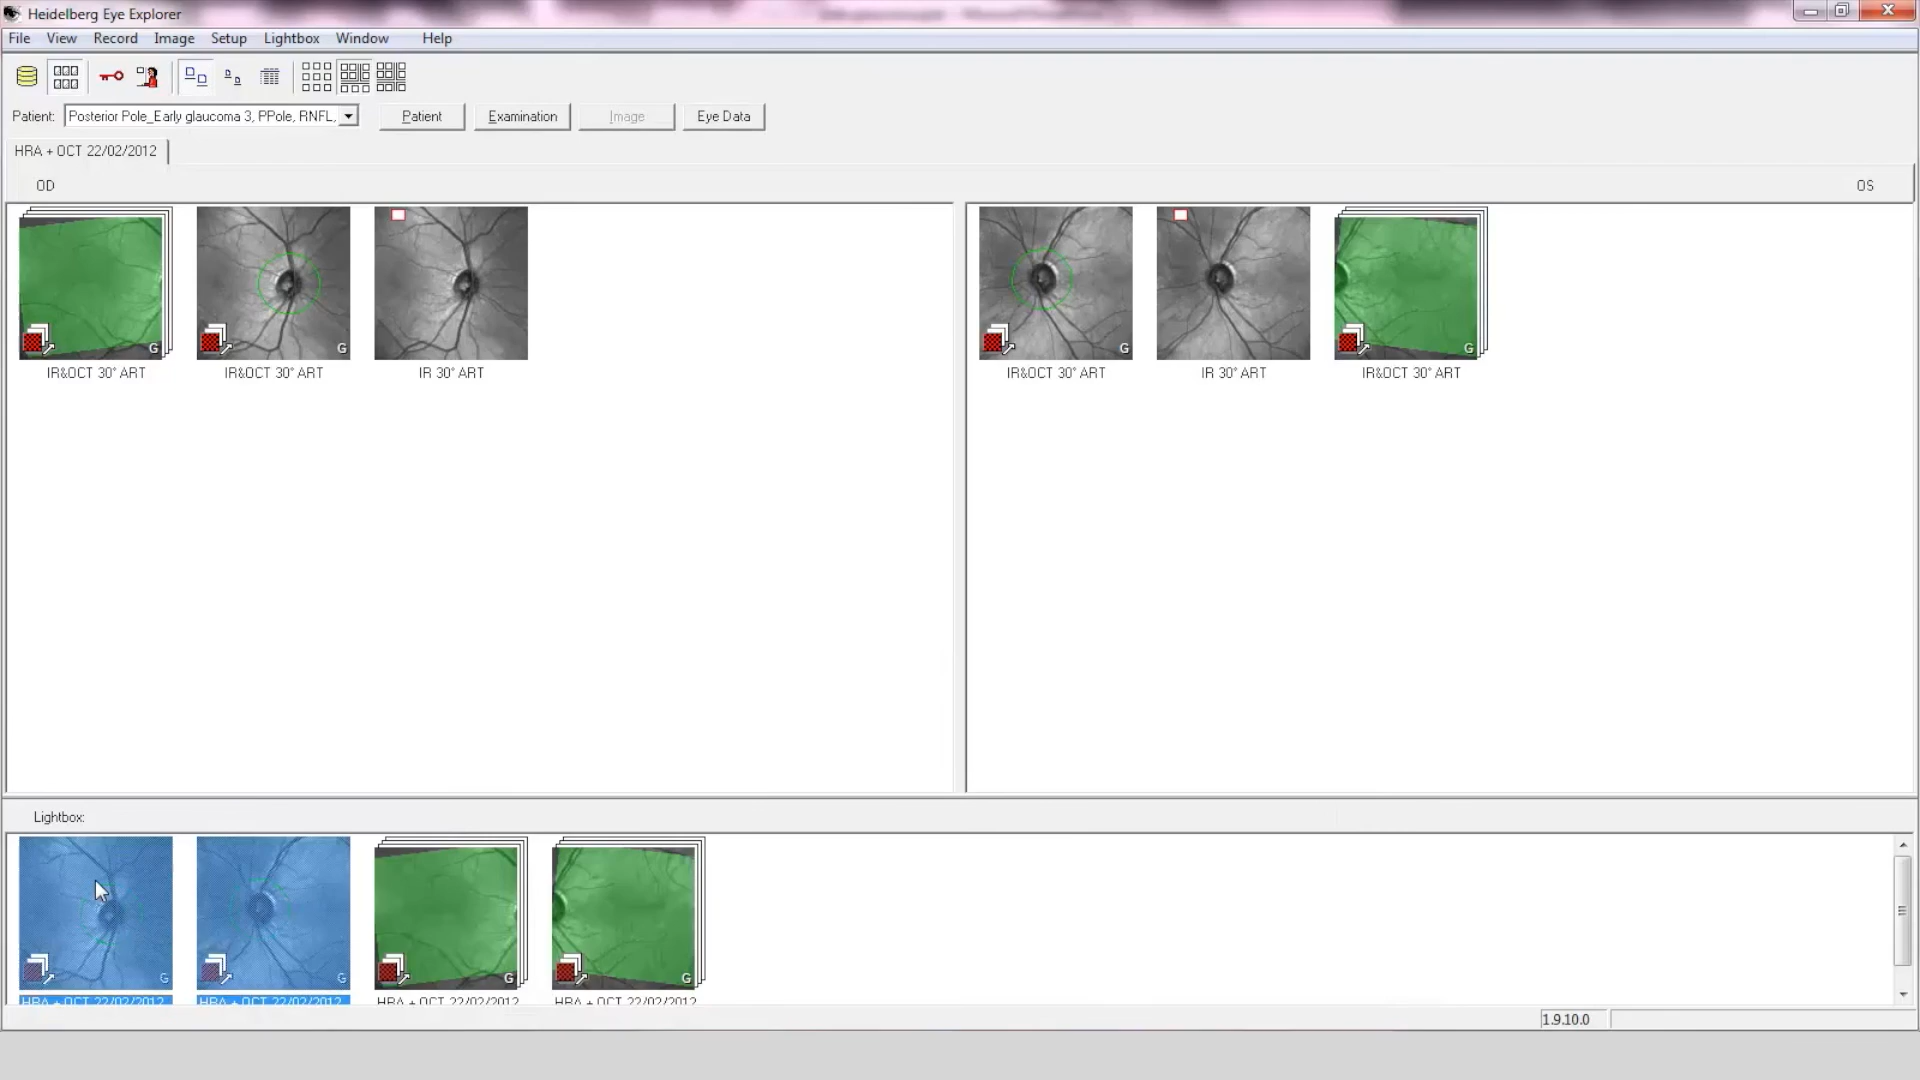 Heidelberg Eye Explorer
File View Record Image Setup Lightbox Window Help
Patient: Posterior Pole_Early glaucoma 3, PPole, RNFL, Patient Examination Image Eye Data
HRA + OCT 22/02/2012
OD OS
G G G G
IR&OCT 30° ART IR&OCT 30° ART IR 30° ART IR&OCT 30° ART IR 30° ART IR&OCT 30° ART
Lightbox:
G G G G
HRA + OCT 22/02/2012 HRA + OCT 22/02/2012 HRA + OCT 22/02/2012 HRA + OCT 22/02/2012
1.9.10.0